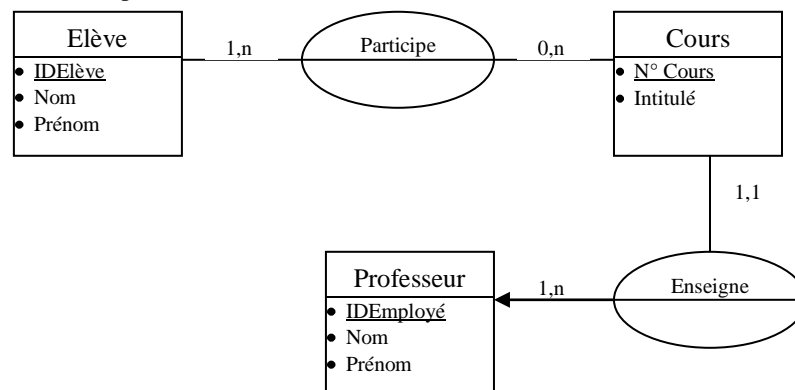 Elève
1,n
Participe
0,n
Cours
• IDElève
• Nom
• Prénom
• N° Cours
• Intitulé
1,1
Professeur
1,n
Enseigne
• IDEmployé
• Nom
• Prénom